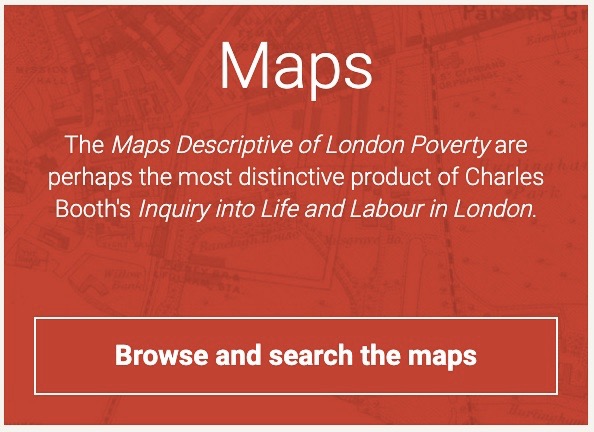 Maps
The Maps Descriptive of London Poverty are
perhaps the most distinctive product of Charles
Booth's Inquiry into Life and Labour in London.
Browse and search the maps